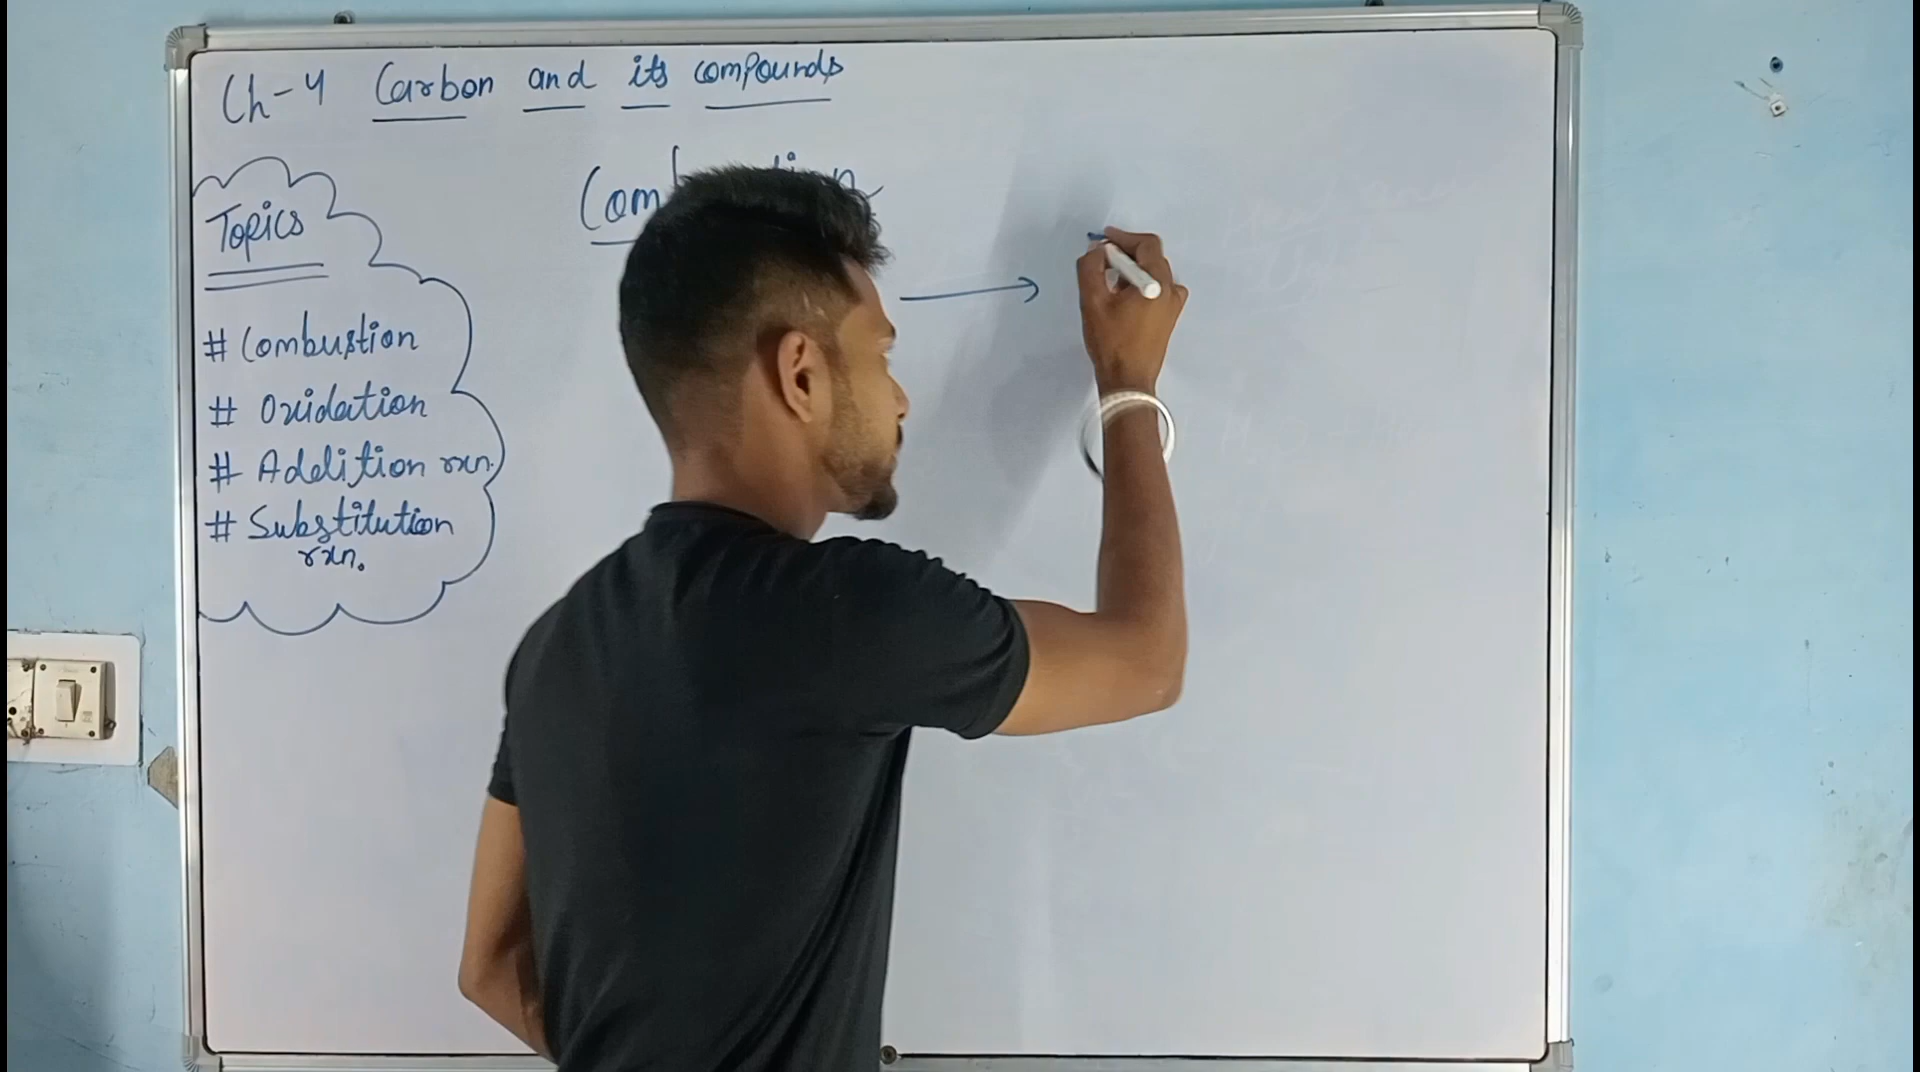 Ch-4 Carbon and its compounds
Topics
# Combustion
# Oxidation
# Addition rxn.
# Substitution
rxn.